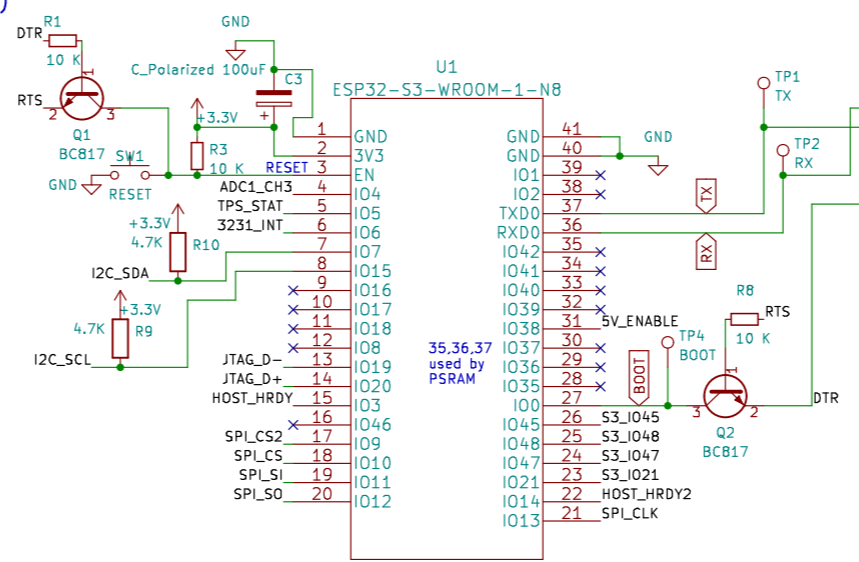 )
R1
DTR
10 K
1
RTS
2
3
Q1
BC817
SW1
GND
RESET
GND
C_Polarized 100uF
C3
+
+3.3V
R3
10 K
RESET
ADC1_CH3
TPS_STAT
3231_INT
+3.3V
4.7K
R10
I2C_SDA
+3.3V
4.7K
R9
I2C_SCL
JTAG_D-
JTAG_D+
HOST_HRDY
SPI_CS2
SPI_CS
SPI_SI
SPI_SO
U1
ESP32-S3-WROOM-1-N8
1 GND
2 3V3
3 EN
4 IO4
5 IO5
6 IO6
7 IO7
8 IO15
9 IO16
10 IO17
11 IO18
12 IO8
13 IO19
14 IO20
15 IO3
16 IO46
17 IO9
18 IO10
19 IO11
20 IO12
35,36,37
used by
PSRAM
GND 41
GND 40
IO1 39
IO2 38
TXD0 37
RXD0 36
IO42 35
IO41 34
IO40 33
IO39 32
IO38 31
IO37 30
IO36 29
IO35 28
IO0 27
IO45 26
IO48 25
IO47 24
IO21 23
IO14 22
IO13 21
GND
TP1
TX
TP2
RX
TX
RX
5V_ENABLE
TP4
BOOT
BOOT
R8
RTS
10 K
1
3
2
DTR
Q2
BC817
S3_IO45
S3_IO48
S3_IO47
S3_IO21
HOST_HRDY2
SPI_CLK